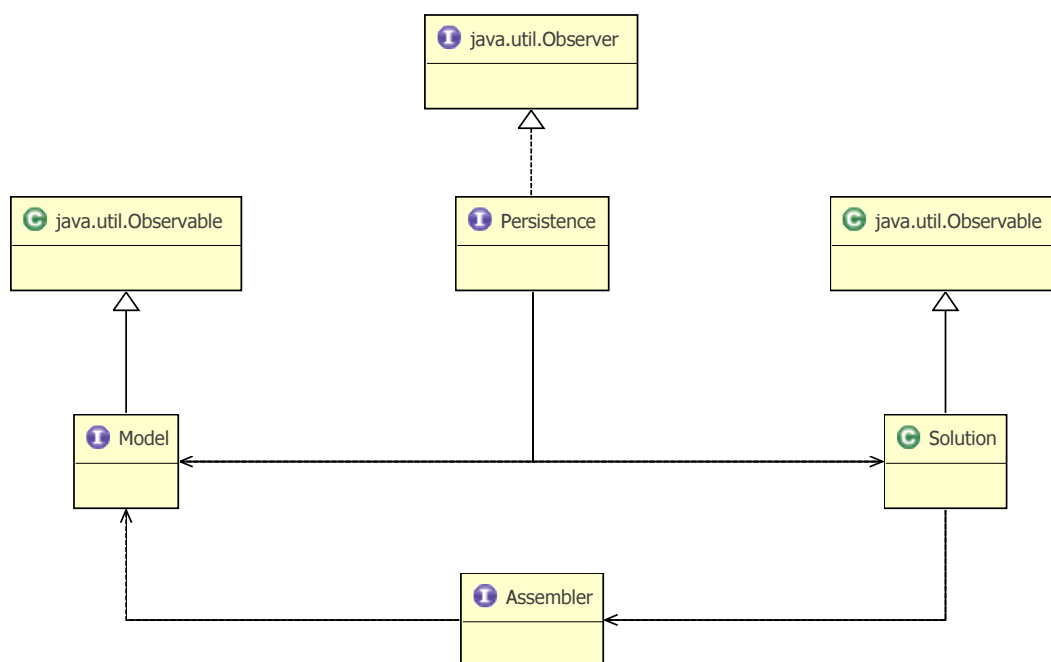 I java.util.Observer
C java.util.Observable
I Persistence
C java.util.Observable
I Model
C Solution
I Assembler